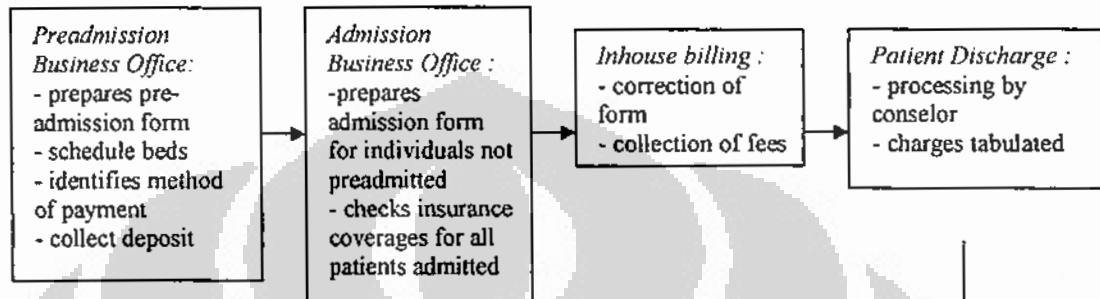 Preadmission
Business Office:
- prepares pre-
admission form
- schedule beds
- identifies method
of payment
- collect deposit
Admission
Business Office :
-prepares
admission form
for individuals not
preadmitted
- checks insurance
coverages for all
patients admitted
Inhouse billing :
- correction of
form
- collection of fees
Patient Discharge :
- processing by
conselor
- charges tabulated